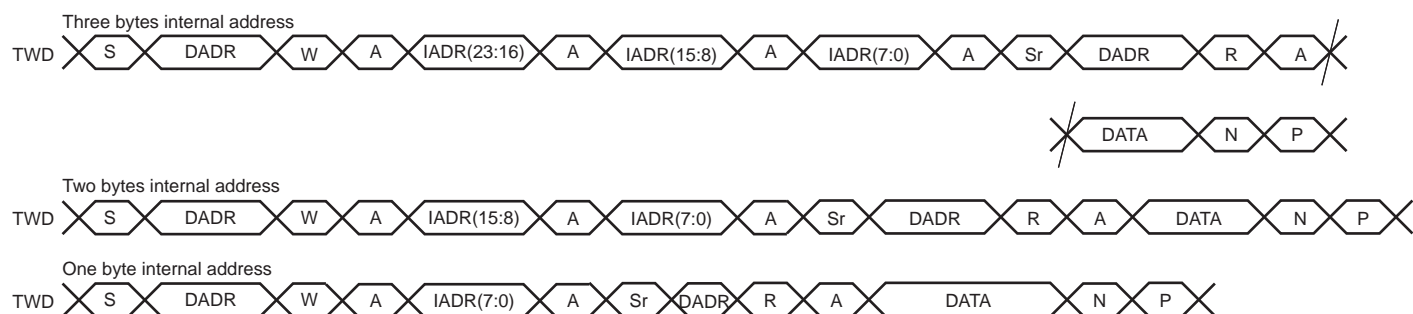 Three bytes internal address
TWD S DADR W A IADR(23:16) A IADR(15:8) A IADR(7:0) A Sr DADR R A
DATA N P
Two bytes internal address
TWD S DADR W A IADR(15:8) A IADR(7:0) A Sr DADR R A DATA N P
One byte internal address
TWD S DADR W A IADR(7:0) A Sr DADR R A DATA N P